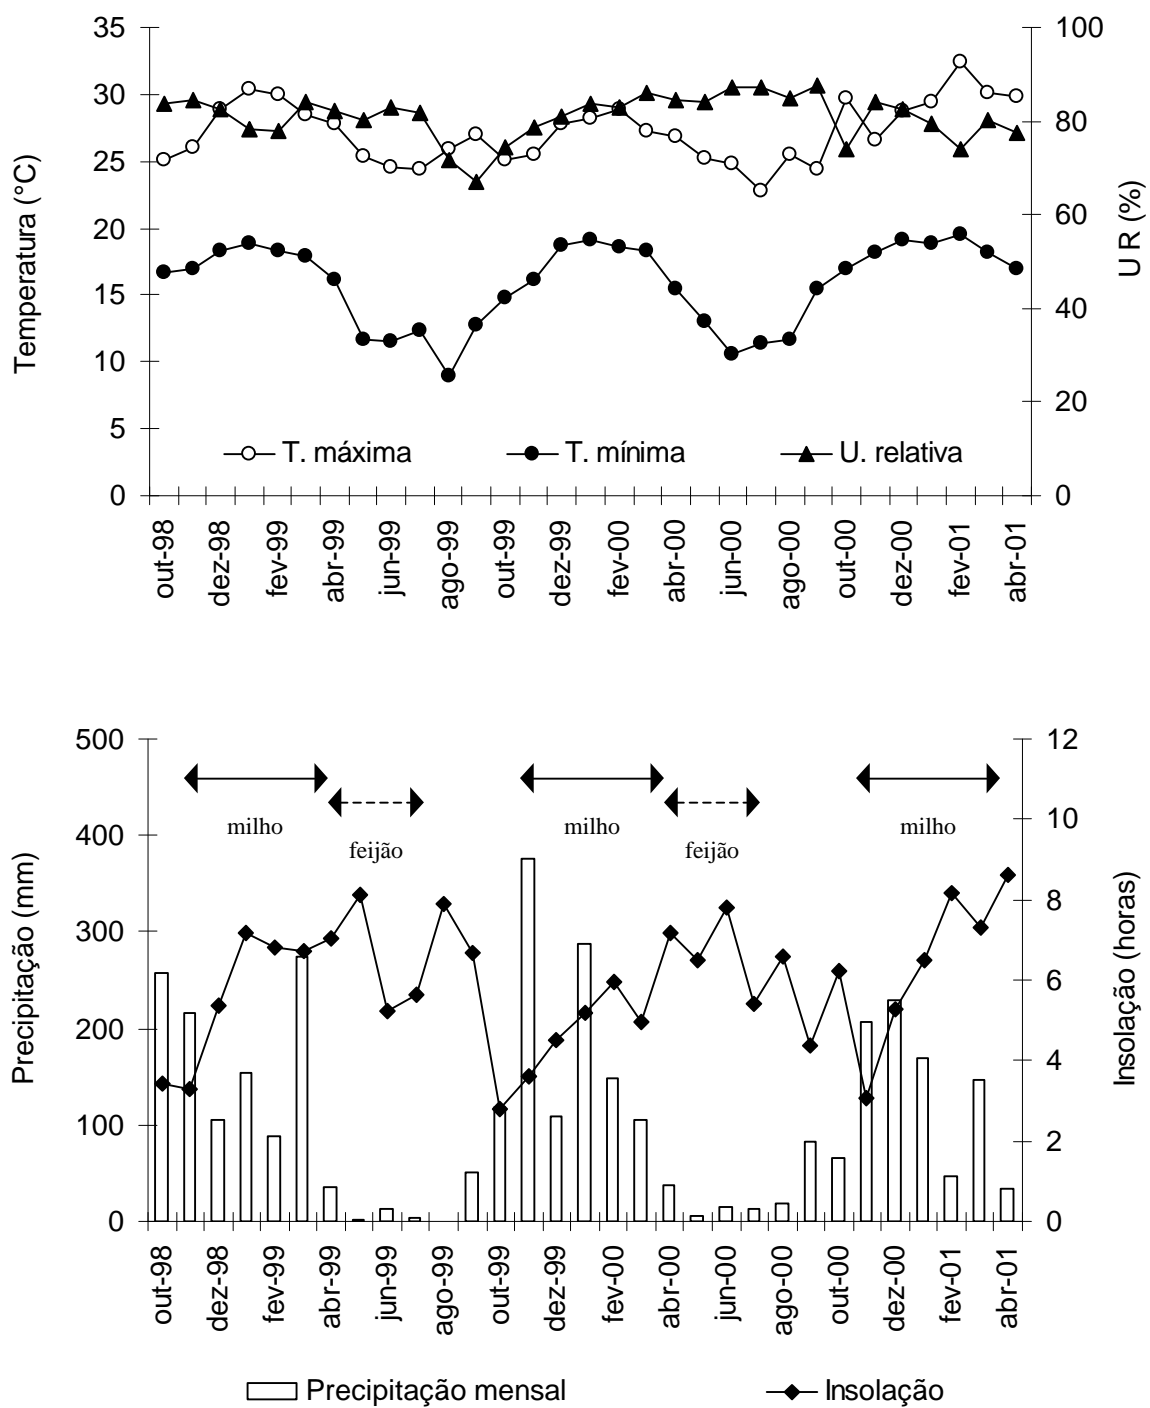 35 100
30 80
25
20 60
15 40
10
5 20
0 0
Temperatura (°C)
U R (%)
T. máxima T. mínima U. relativa
out-98 dez-98 fev-99 abr-99 jun-99 ago-99 out-99 dez-99 fev-00 abr-00 jun-00 ago-00 out-00 dez-00 fev-01 abr-01
500 12
400 10
300 8
6
200 4
100 2
0 0
Precipitação (mm)
Insolação (horas)
milho milho milho
feijão feijão
out-98 dez-98 fev-99 abr-99 jun-99 ago-99 out-99 dez-99 fev-00 abr-00 jun-00 ago-00 out-00 dez-00 fev-01 abr-01
Precipitação mensal Insolação